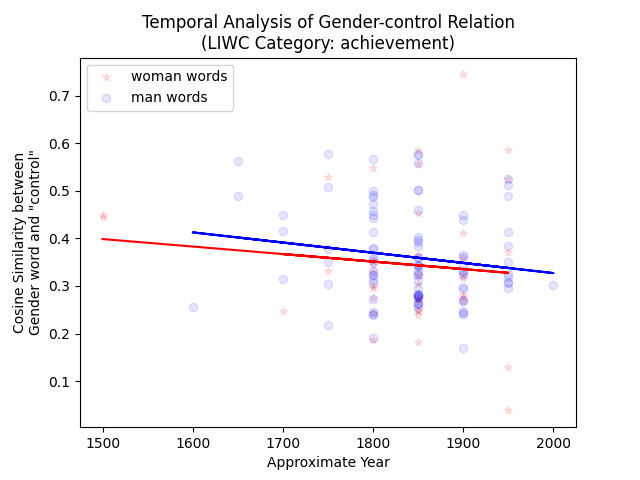 Temporal Analysis of Gender-control Relation
(LIWC Category: achievement)
woman words
man words
Cosine Similarity between
Gender word and "control"
0.7
0.6
0.5
0.4
0.3
0.2
0.1
1500 1600 1700 1800 1900 2000
Approximate Year